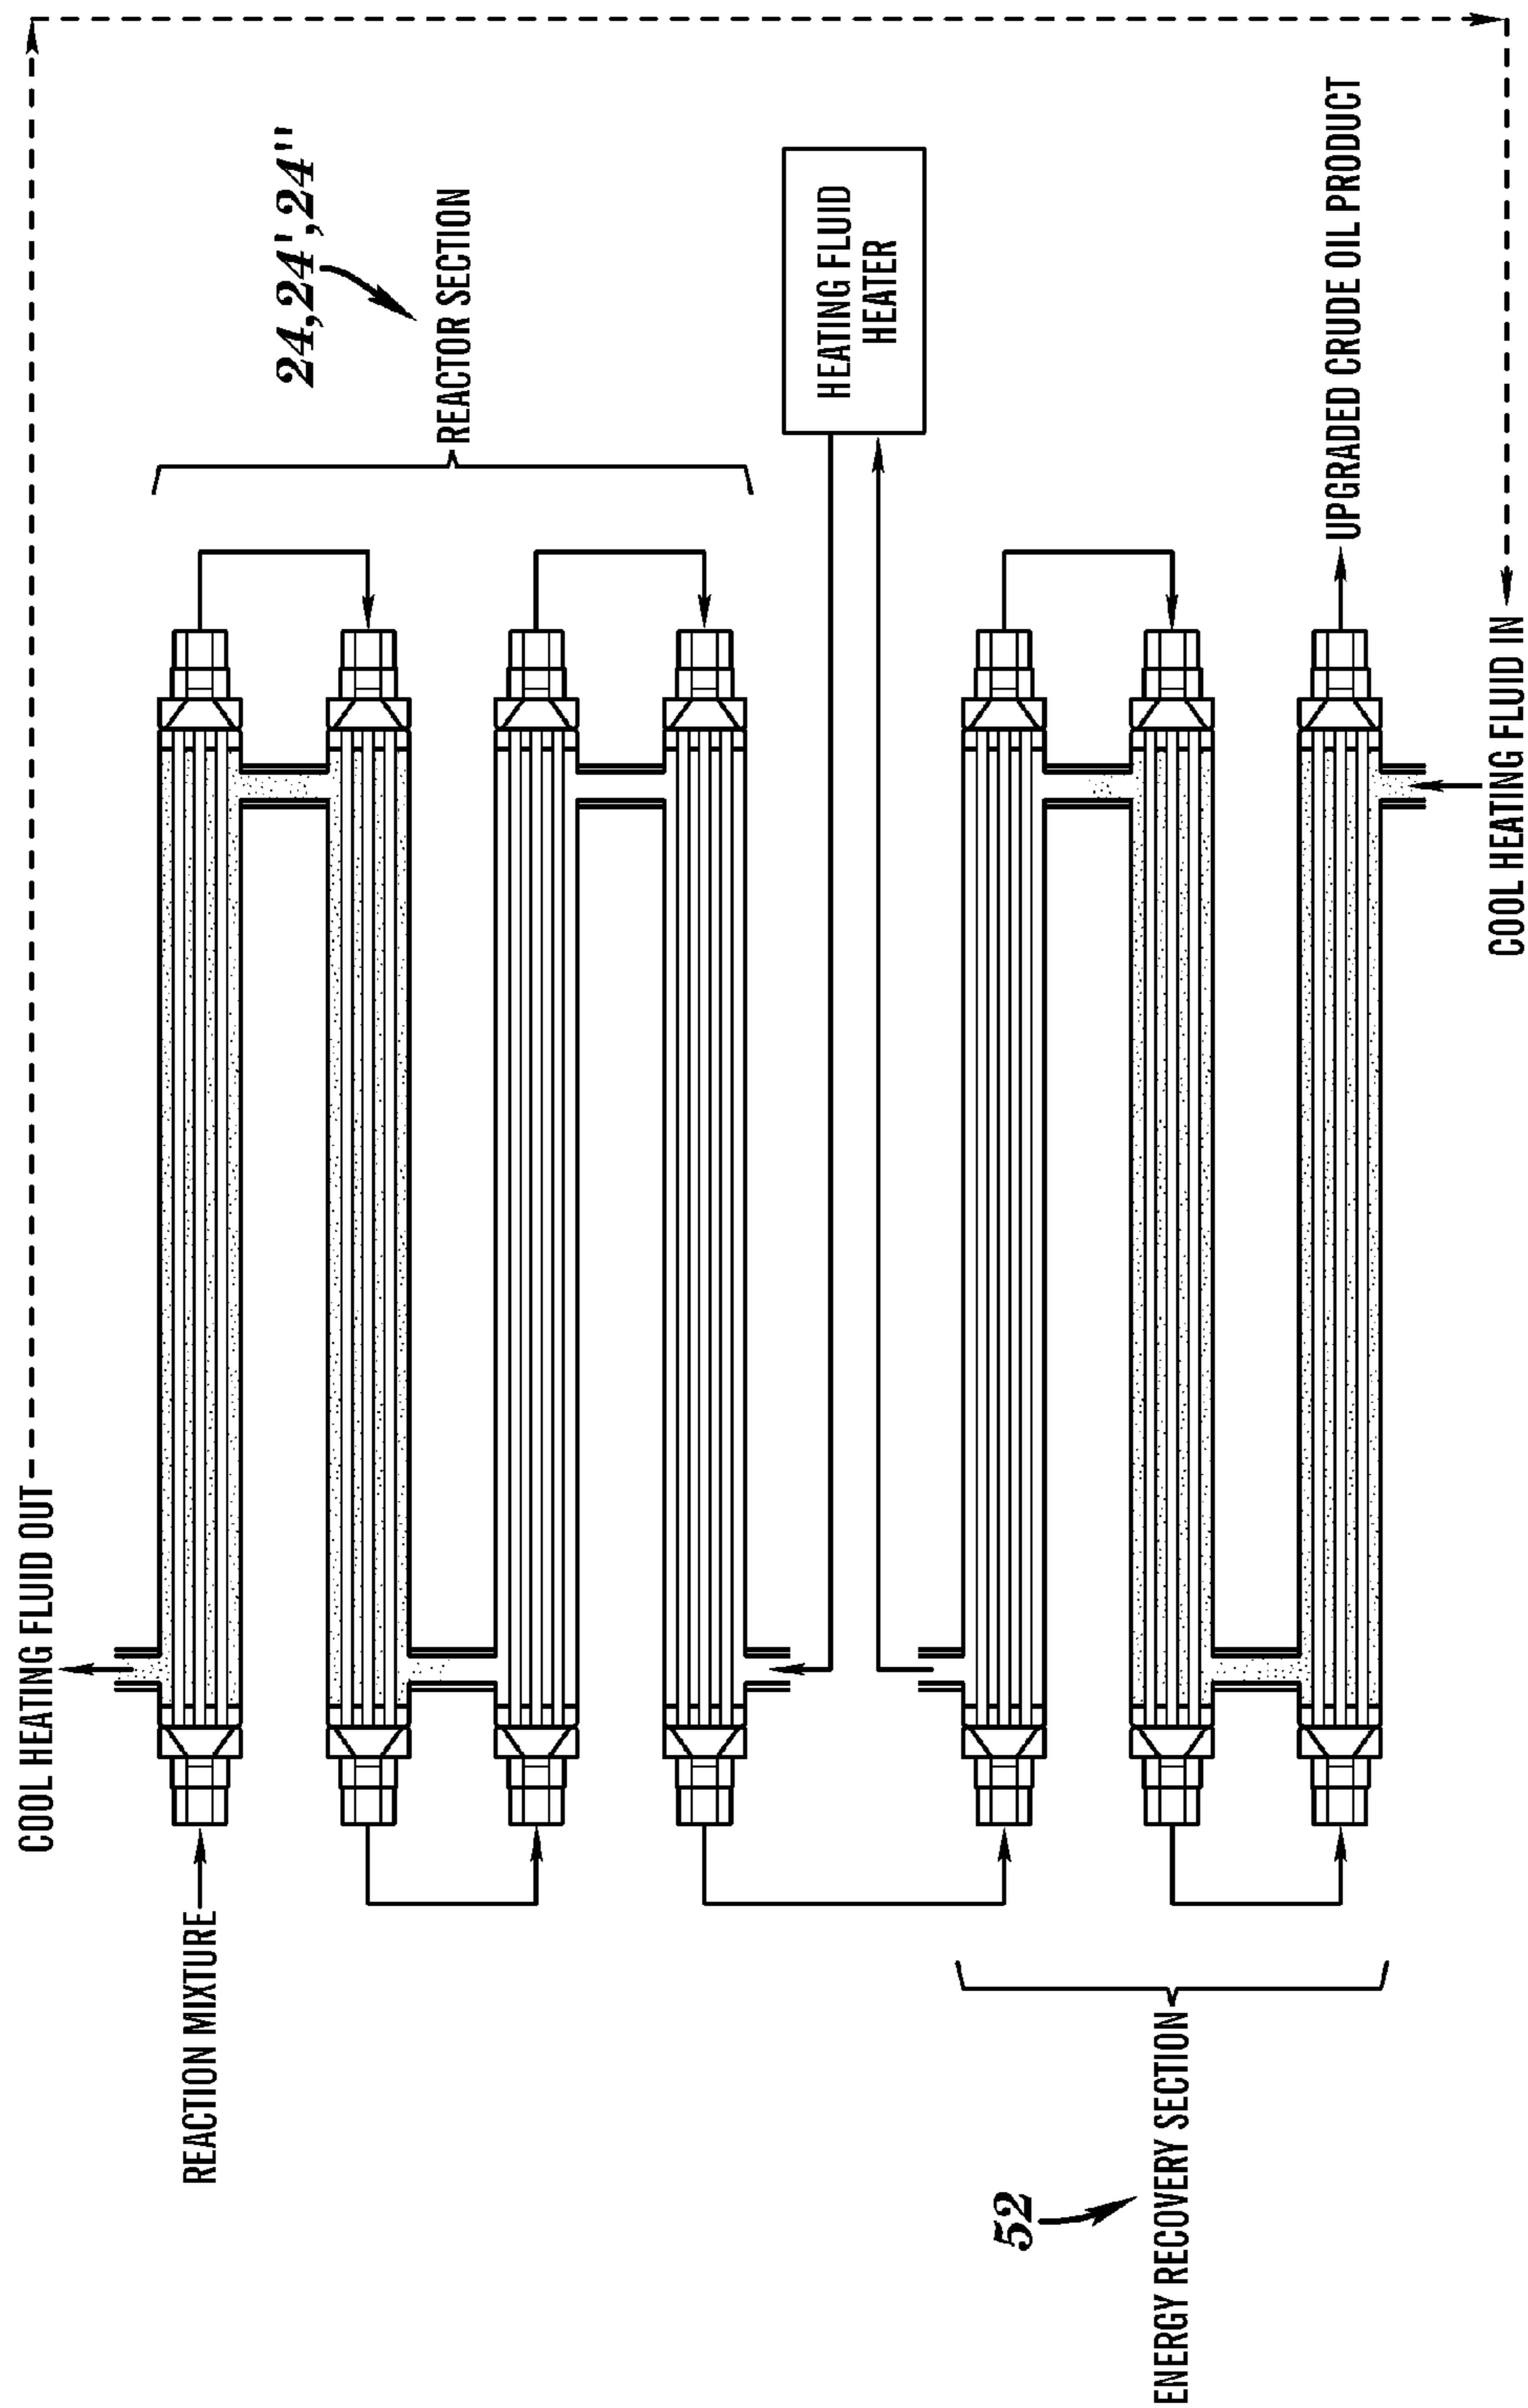 COOL HEATING FLUID OUT
REACTION MIXTURE
24,24',24"
REACTOR SECTION
HEATING FLUID
HEATER
52
ENERGY RECOVERY SECTION
UPGRADED CRUDE OIL PRODUCT
COOL HEATING FLUID IN